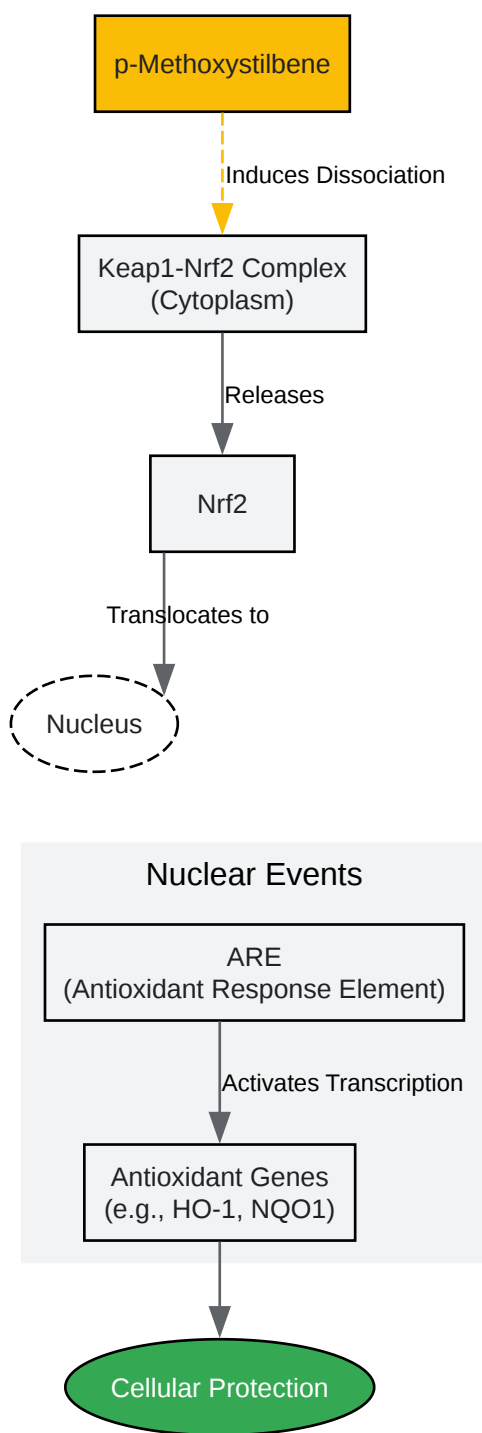 p-Methoxystilbene
Induces Dissociation
Keap1-Nrf2 Complex
(Cytoplasm)
Releases
Nrf2
Translocates to
Nucleus
Nuclear Events
ARE
(Antioxidant Response Element)
Activates Transcription
Antioxidant Genes
(e.g., HO-1, NQO1)
Cellular Protection